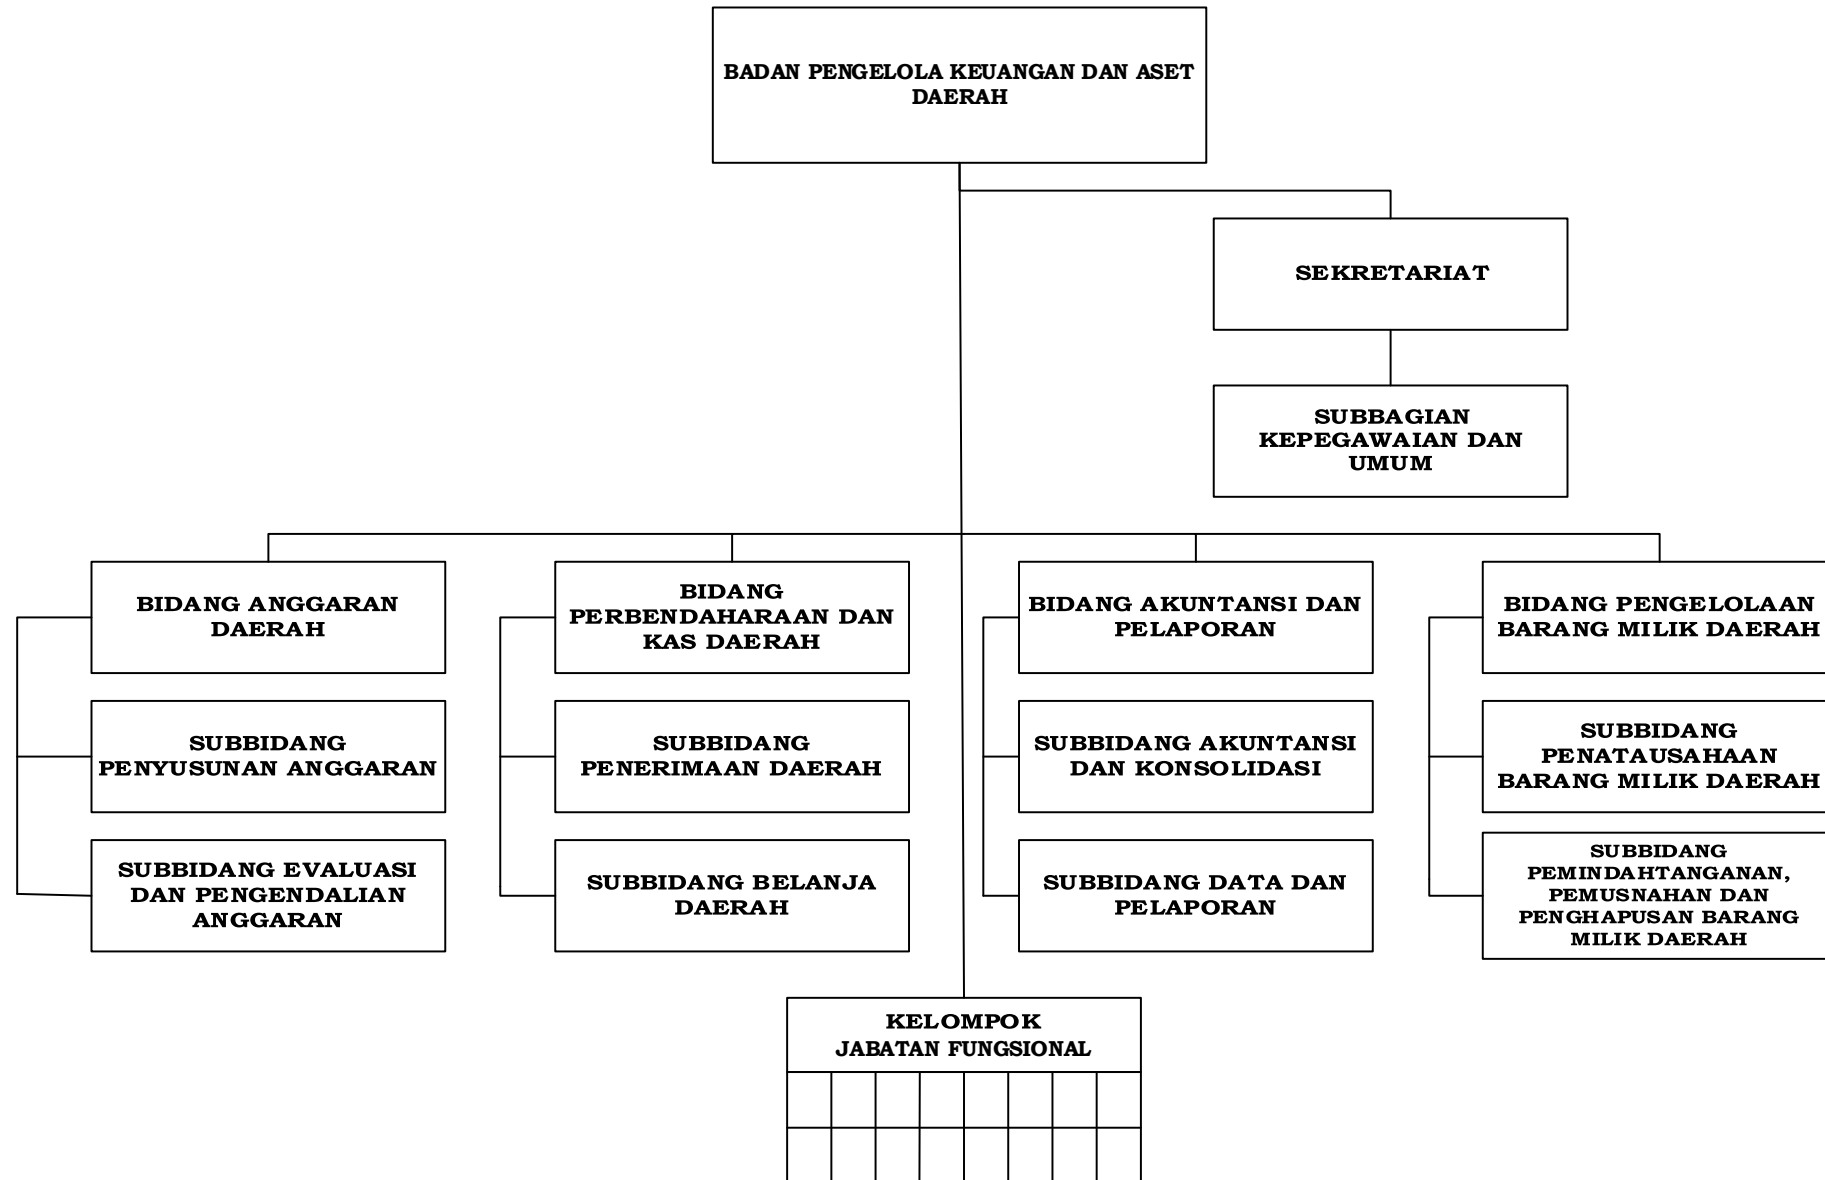 BADAN PENGELOLA KEUANGAN DAN ASET
DAERAH
SEKRETARIAT
SUBBAGIAN
KEPEGAWAIAN DAN
UMUM
BIDANG ANGGARAN
DAERAH
BIDANG
PERBENDAHARAAN DAN
KAS DAERAH
BIDANG AKUNTANSI DAN
PELAPORAN
BIDANG PENGELOLAAN
BARANG MILIK DAERAH
SUBBIDANG
PENYUSUNAN ANGGARAN
SUBBIDANG
PENERIMAAN DAERAH
SUBBIDANG AKUNTANSI
DAN KONSOLIDASI
SUBBIDANG
PENATAUSAHAAN
BARANG MILIK DAERAH
SUBBIDANG EVALUASI
DAN PENGENDALIAN
ANGGARAN
SUBBIDANG BELANJA
DAERAH
SUBBIDANG DATA DAN
PELAPORAN
SUBBIDANG
PEMINDAHTANGANAN,
PEMUSNAHAN DAN
PENGHAPUSAN BARANG
MILIK DAERAH
KELOMPOK
JABATAN FUNGSIONAL